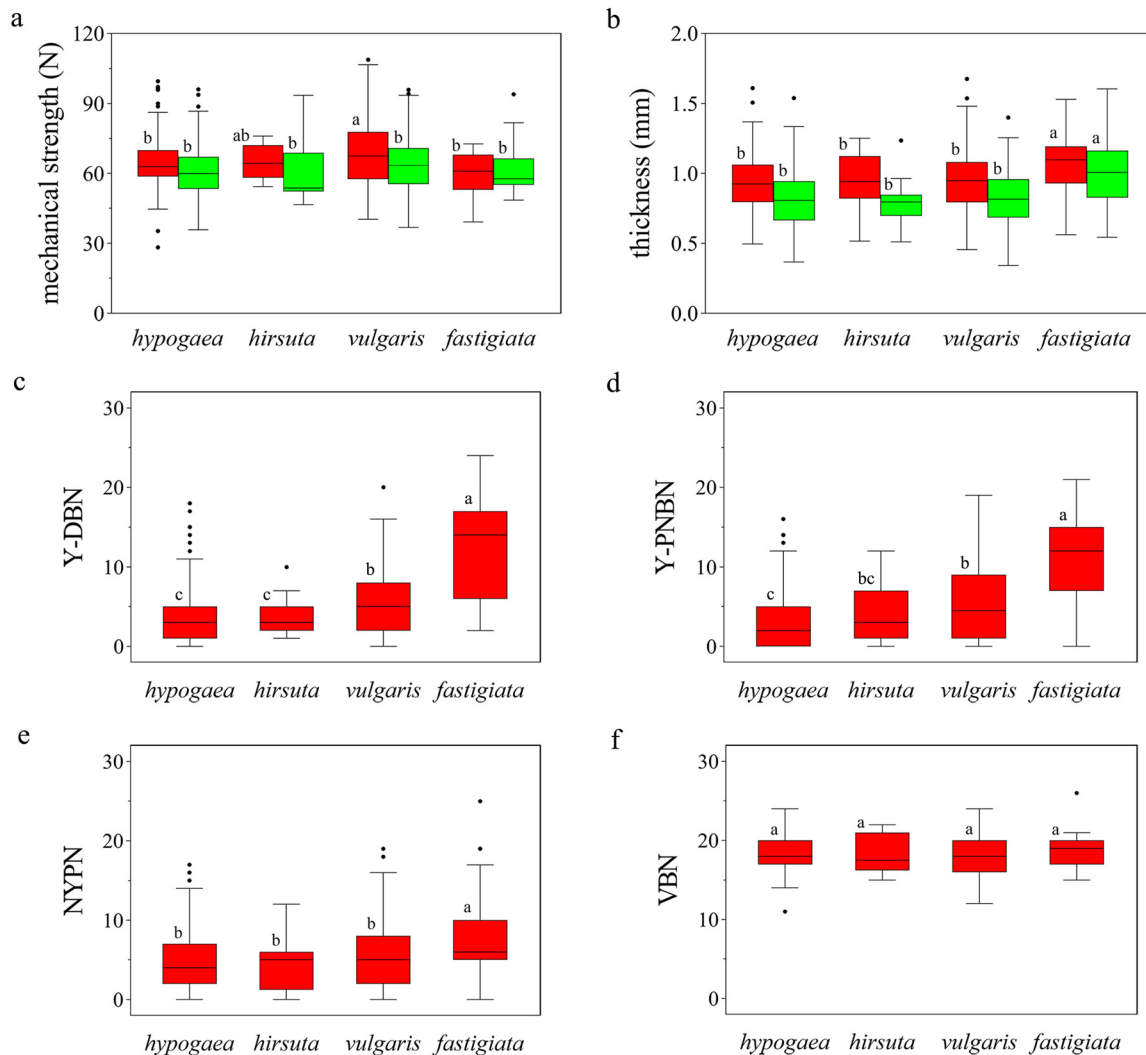 a
mechanical strength (N)
120
90
60
30
0
b b ab b a b b b
hypogaea hirsuta vulgaris fastigiata
b
thickness (mm)
2.0
1.5
1.0
0.5
0.0
b b b b b b a a
hypogaea hirsuta vulgaris fastigiata
c
Y-DBN
30
20
10
0
c c b a
hypogaea hirsuta vulgaris fastigiata
d
Y-PNBN
30
20
10
0
c bc b a
hypogaea hirsuta vulgaris fastigiata
e
NYPN
30
20
10
0
b b b a
hypogaea hirsuta vulgaris fastigiata
f
VBN
30
20
10
0
a a a a
hypogaea hirsuta vulgaris fastigiata